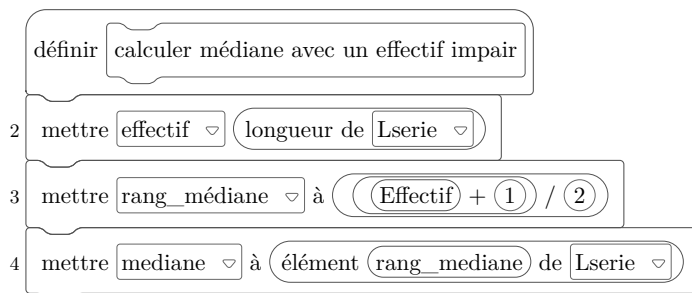 définir calculer médiane avec un effectif impair
2 mettre effectif longueur de Lserie
3 mettre rang_médiane à Effectif + 1 / 2
4 mettre mediane à élément rang_mediane de Lserie